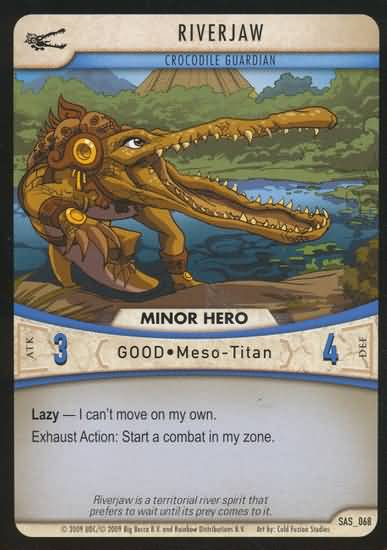 RIVERJAW
CROCODILE GUARDIAN
MINOR HERO
ATK 3 GOOD•Meso-Titan 4 DEF
Lazy — I can't move on my own.
Exhaust Action: Start a combat in my zone.
Riverjaw is a territorial river spirit that
prefers to wait until its prey comes to it.
SAS_068
© 2009 UDE/© 2009 Big Bocca B.V. and Rainbow Distributions B.V. Art by: Cold Fusion Studios